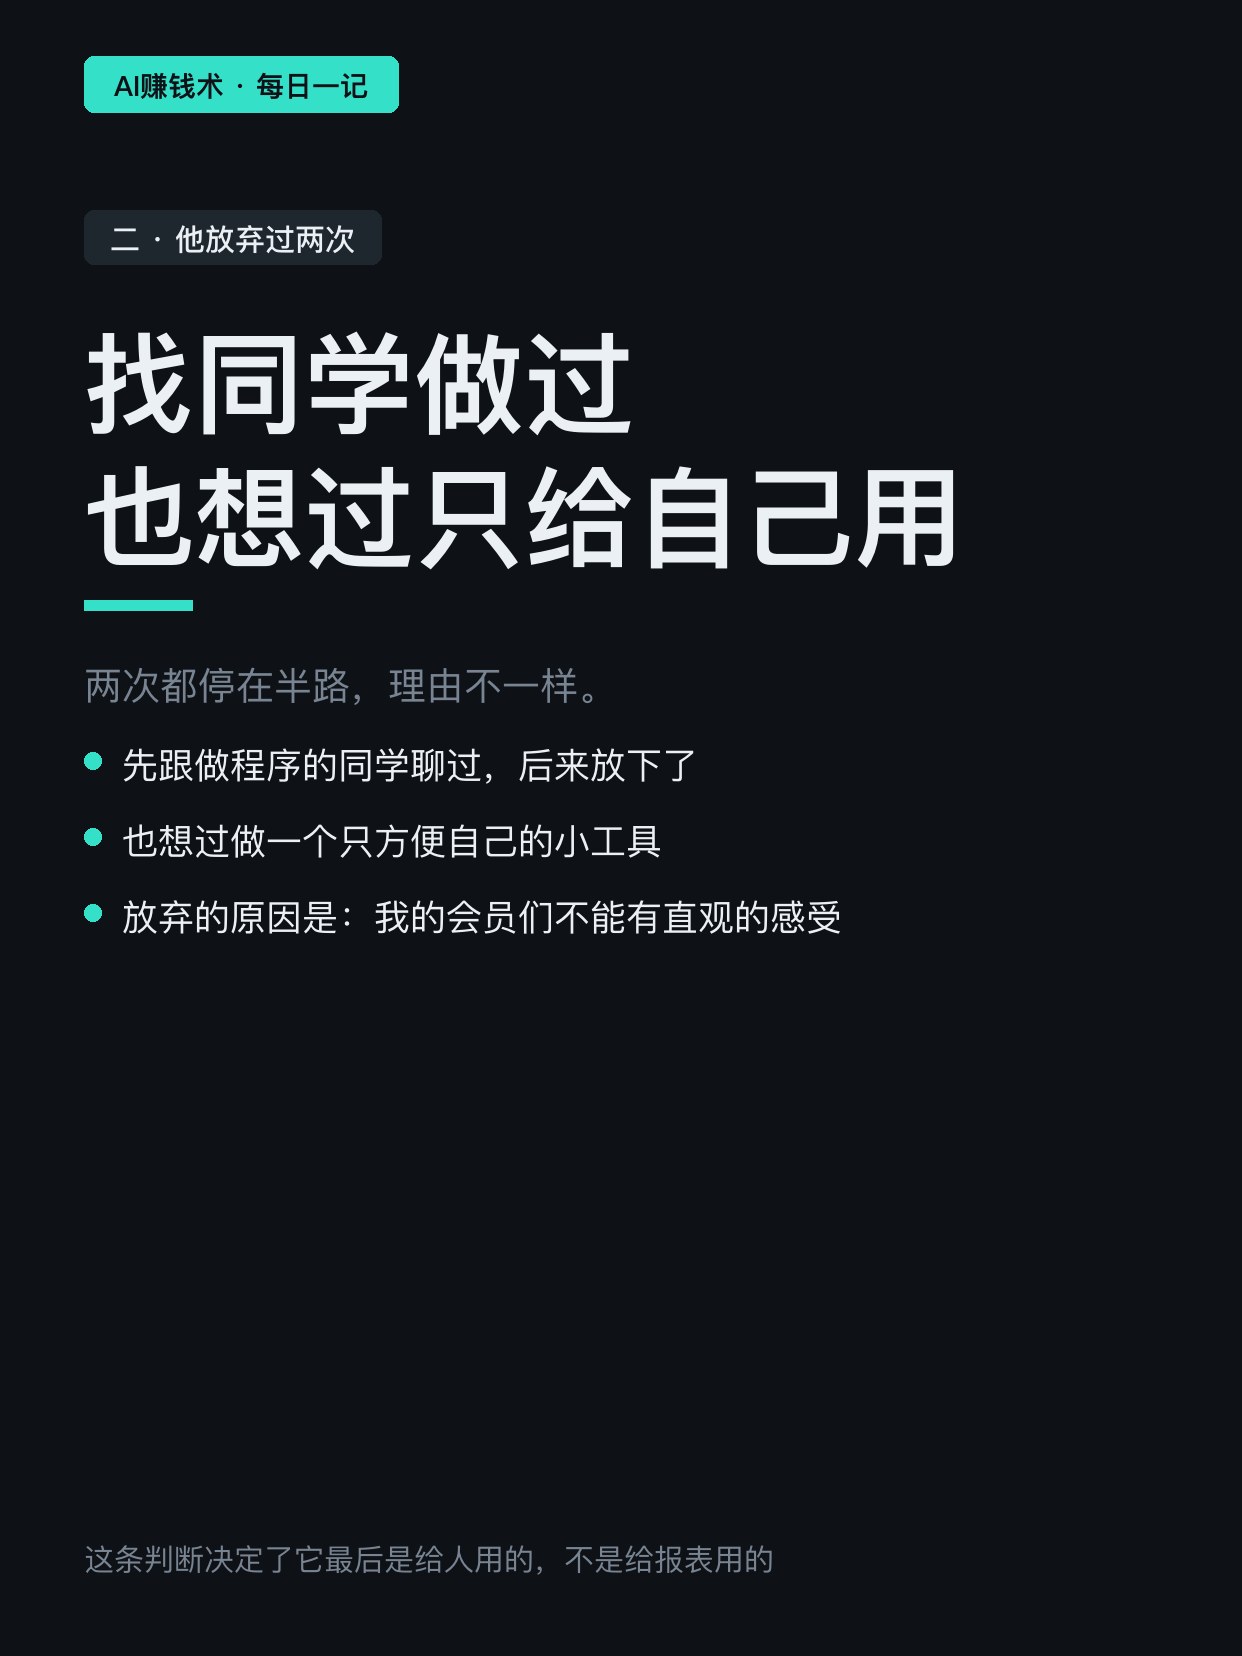 AI赚钱术 · 每日一记
二 · 他放弃过两次
找同学做过
也想过只给自己用
两次都停在半路，理由不一样。
先跟做程序的同学聊过，后来放下了
也想过做一个只方便自己的小工具
放弃的原因是：我的会员们不能有直观的感受
这条判断决定了它最后是给人用的，不是给报表用的